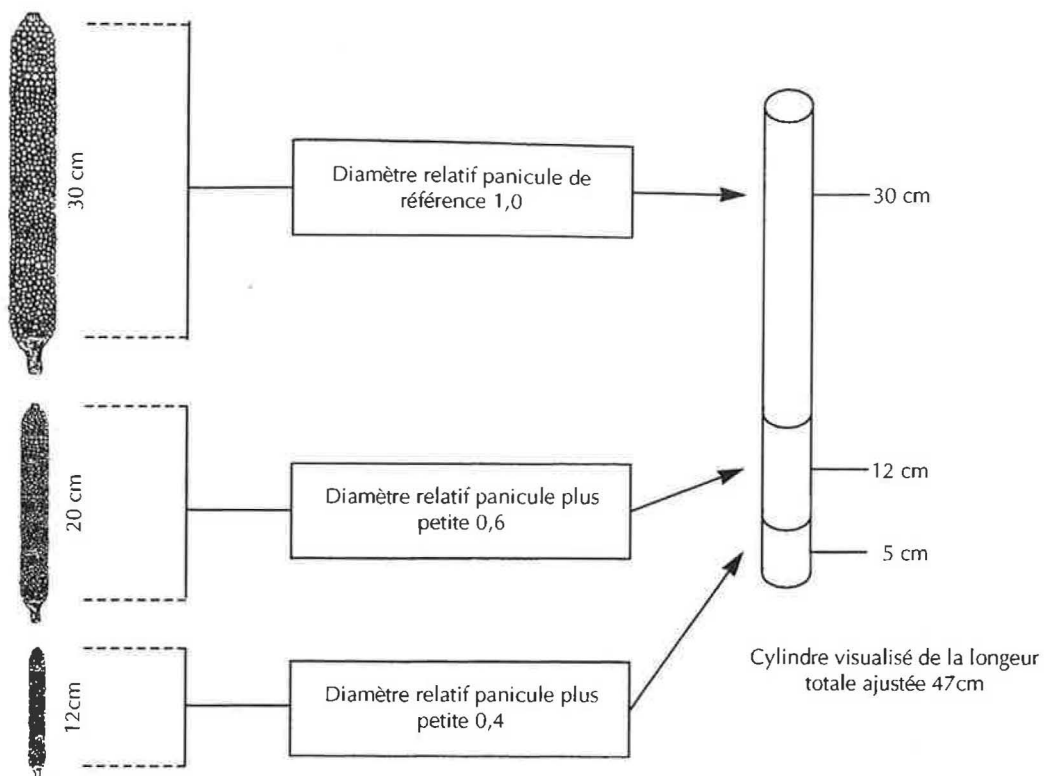 30 cm
Diamètre relatif panicule de
référence 1,0
30 cm
20 cm
Diamètre relatif panicule plus
petite 0,6
12 cm
5 cm
12cm
Diamètre relatif panicule plus
petite 0,4
Cylindre visualisé de la longeur
totale ajustée 47cm